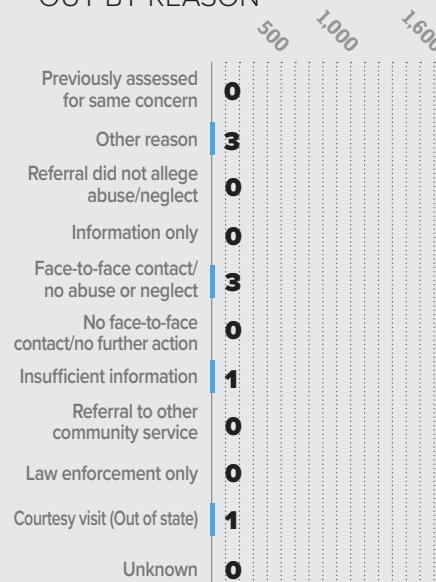 OUT BY REASON
500
1,000
1,600
Previously assessed
for same concern
0
Other reason
3
Referral did not allege
abuse/neglect
0
Information only
0
Face-to-face contact/
no abuse or neglect
3
No face-to-face
contact/no further action
0
Insufficient information
1
Referral to other
community service
0
Law enforcement only
0
Courtesy visit (Out of state)
1
Unknown
0